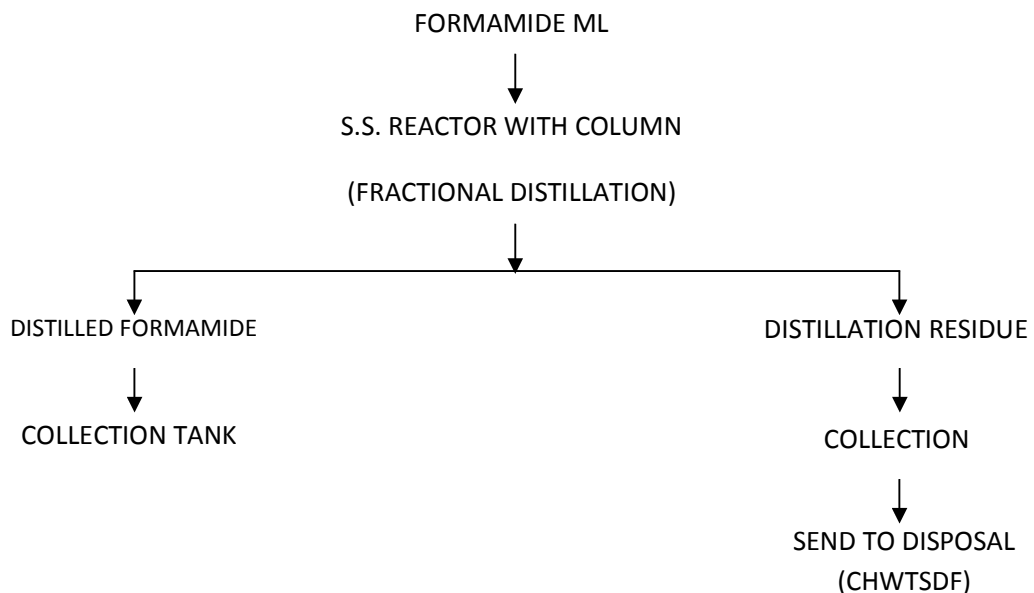 FORMAMIDE ML
S.S. REACTOR WITH COLUMN
(FRACTIONAL DISTILLATION)
DISTILLED FORMAMIDE
COLLECTION TANK
DISTILLATION RESIDUE
COLLECTION
SEND TO DISPOSAL
(CHWTSDF)